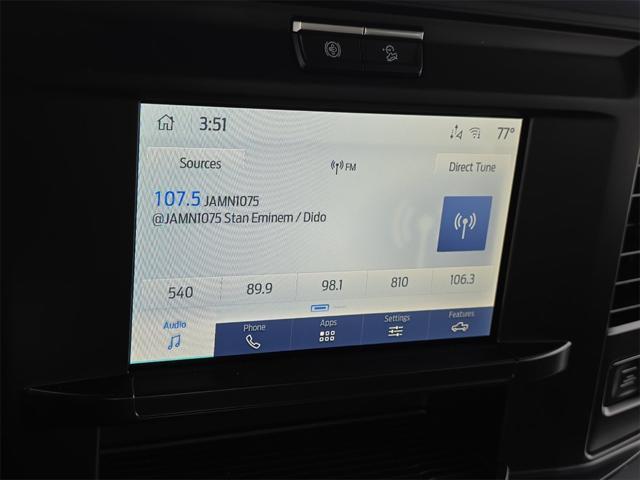 3:51
77°
Sources
FM
Direct Tune
107.5 JAMN1075
@JAMN1075 Stan Eminem / Dido
540
89.9
98.1
810
106.3
Audio
Phone
Apps
Settings
Features